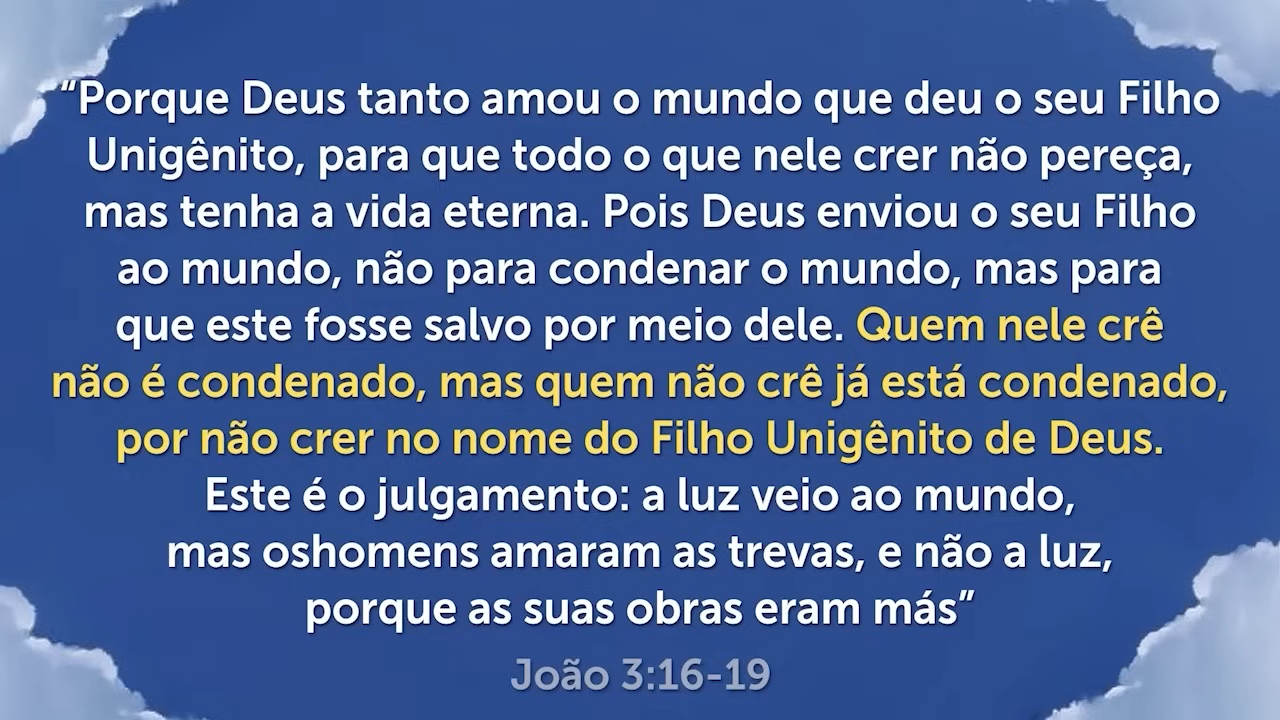 “Porque Deus tanto amou o mundo que deu o seu Filho
Unigênito, para que todo o que nele crer não pereça,
mas tenha a vida eterna. Pois Deus enviou o seu Filho
ao mundo, não para condenar o mundo, mas para
que este fosse salvo por meio dele. Quem nele crê
não é condenado, mas quem não crê já está condenado,
por não crer no nome do Filho Unigênito de Deus.
Este é o julgamento: a luz veio ao mundo,
mas oshomens amaram as trevas, e não a luz,
porque as suas obras eram más”
João 3:16-19